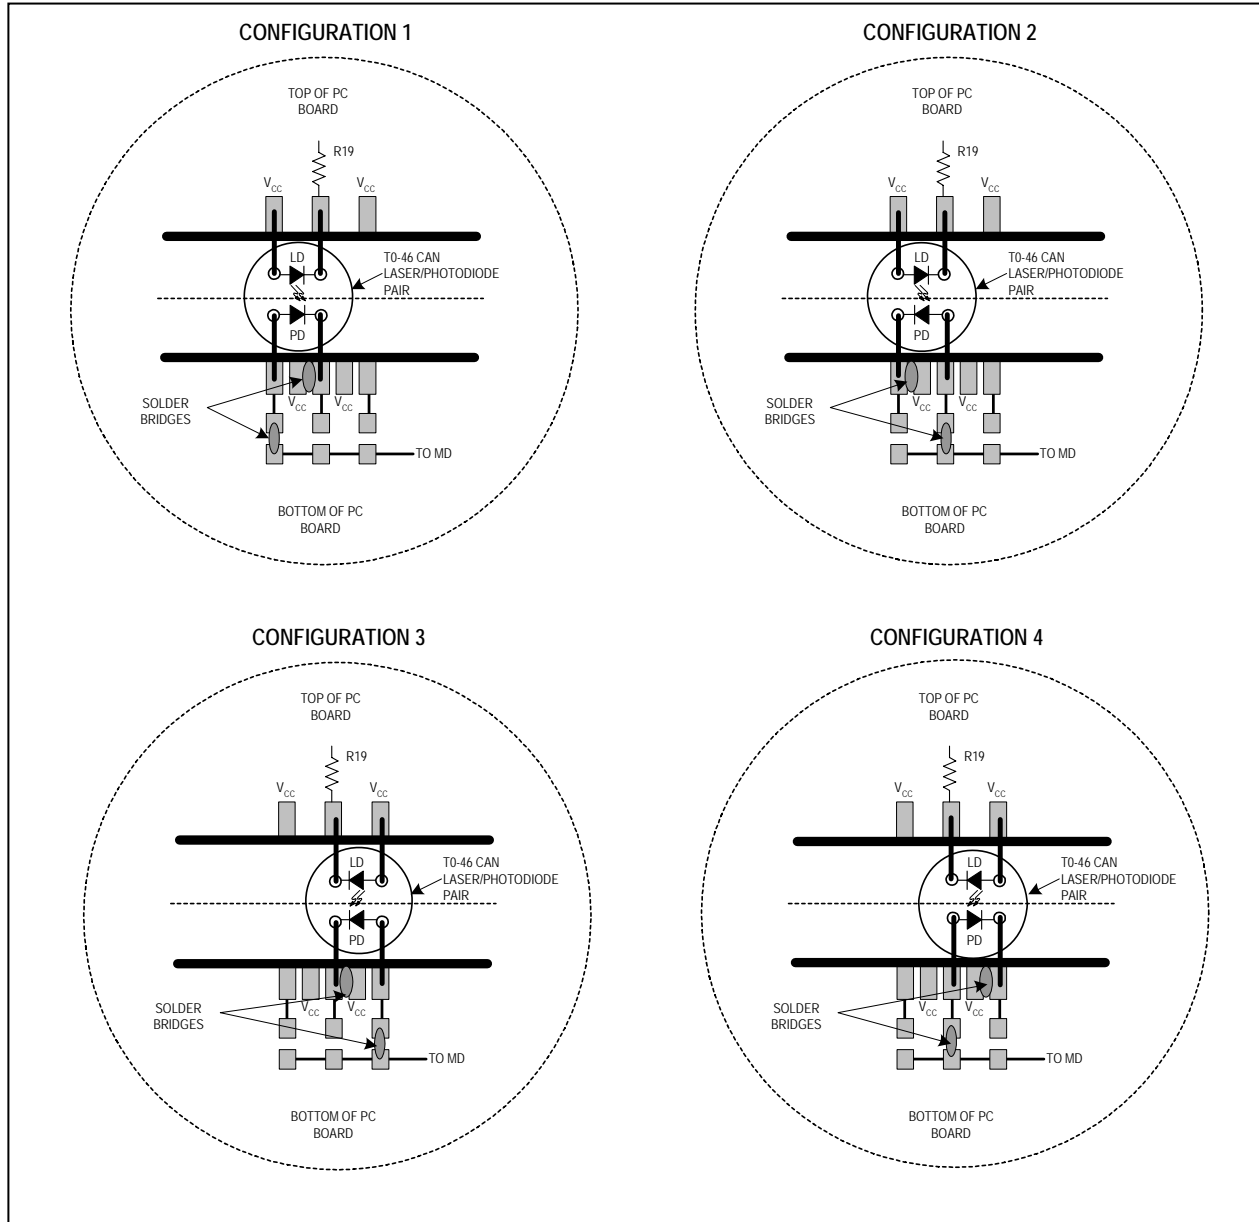 CONFIGURATION 1
TOP OF PC
BOARD
R19
VCC
VCC
LD
T0-46 CAN
LASER/PHOTODIODE
PAIR
PD
SOLDER
BRIDGES
VCC
VCC
TO MD
BOTTOM OF PC
BOARD
CONFIGURATION 2
TOP OF PC
BOARD
R19
VCC
VCC
LD
T0-46 CAN
LASER/PHOTODIODE
PAIR
PD
SOLDER
BRIDGES
VCC
VCC
TO MD
BOTTOM OF PC
BOARD
CONFIGURATION 3
TOP OF PC
BOARD
R19
VCC
VCC
LD
T0-46 CAN
LASER/PHOTODIODE
PAIR
PD
SOLDER
BRIDGES
VCC
VCC
TO MD
BOTTOM OF PC
BOARD
CONFIGURATION 4
TOP OF PC
BOARD
R19
VCC
VCC
LD
T0-46 CAN
LASER/PHOTODIODE
PAIR
PD
SOLDER
BRIDGES
VCC
VCC
TO MD
BOTTOM OF PC
BOARD